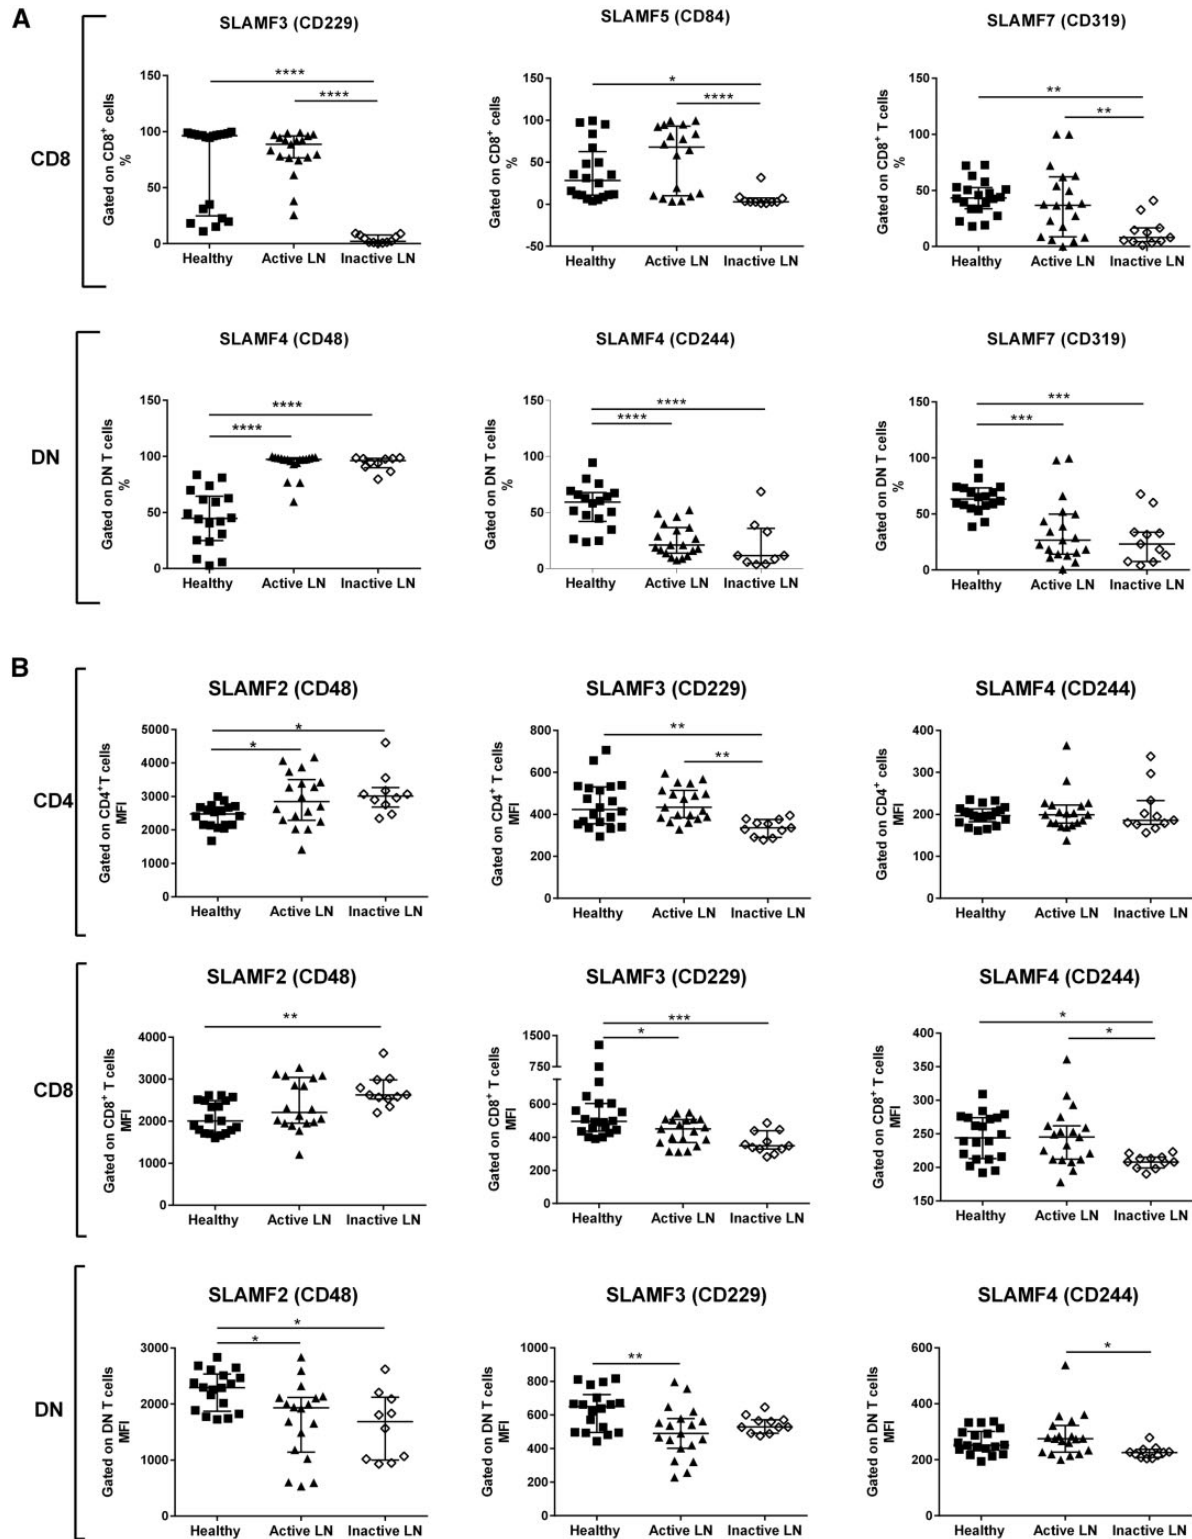 A
CD8
SLAMF3 (CD229)
Gated on CD8+ cells
%
150
100
50
0
****
****
Healthy Active LN Inactive LN
SLAMF5 (CD84)
Gated on CD8+ cells
%
150
100
50
0
-50
*
****
Healthy Active LN Inactive LN
SLAMF7 (CD319)
Gated on CD8+ T cells
%
150
100
50
0
**
**
Healthy Active LN Inactive LN
DN
SLAMF4 (CD48)
Gated on DN T cells
%
150
100
50
0
****
****
Healthy Active LN Inactive LN
SLAMF4 (CD244)
Gated on DN T cells
%
150
100
50
0
****
****
Healthy Active LN Inactive LN
SLAMF7 (CD319)
Gated on DN T cells
%
150
100
50
0
***
***
Healthy Active LN Inactive LN
B
CD4
SLAMF2 (CD48)
Gated on CD4+T cells
MFI
5000
4000
3000
2000
1000
0
*
*
Healthy Active LN Inactive LN
SLAMF3 (CD229)
Gated on CD4+ T cells
MFI
800
600
400
200
0
**
**
Healthy Active LN Inactive LN
SLAMF4 (CD244)
Gated on CD4+ cells
MFI
400
300
200
100
0
Healthy Active LN Inactive LN
CD8
SLAMF2 (CD48)
Gated on CD8+ T cells
MFI
4000
3000
2000
1000
0
**
Healthy Active LN Inactive LN
SLAMF3 (CD229)
Gated on CD8+ T cells
MFI
1500
750
600
400
200
0
***
*
Healthy Active LN Inactive LN
SLAMF4 (CD244)
Gated on CD8+ T cells
MFI
400
350
300
250
200
150
*
*
Healthy Active LN Inactive LN
DN
SLAMF2 (CD48)
Gated on DN T cells
MFI
3000
2000
1000
0
*
*
Healthy Active LN Inactive LN
SLAMF3 (CD229)
Gated on DN T cells
MFI
1000
800
600
400
200
0
**
Healthy Active LN Inactive LN
SLAMF4 (CD244)
Gated on DN T cells
MFI
600
400
200
0
*
Healthy Active LN Inactive LN